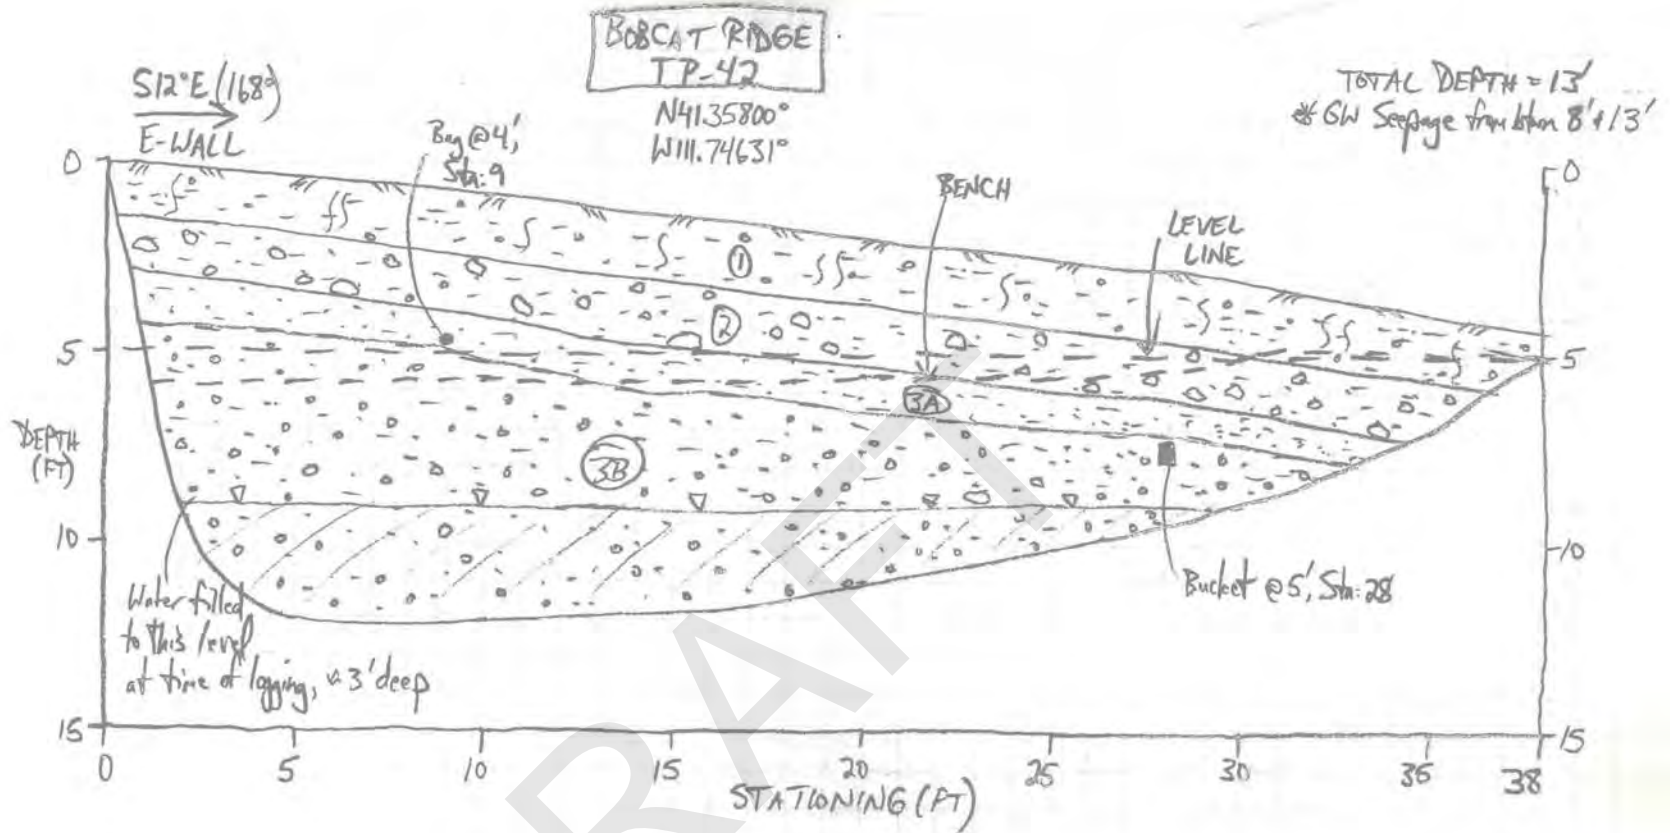 BOBCAT RIDGE
TP-42
N41.35800°
W111.74631°
S12°E (168°)
E-WALL
TOTAL DEPTH = 13'
* GW Seepage from btwn 8' + 13'
Bag @ 4',
Sta: 9
BENCH
LEVEL
LINE
1
2
3A
3B
0
5
10
15
DEPTH
(FT)
0
5
10
15
Water filled
to this level
at time of logging, ≈ 3' deep
Bucket @ 5', Sta: 28
0 5 10 15 20 25 30 35 38
STATIONING (FT)
DRAFT